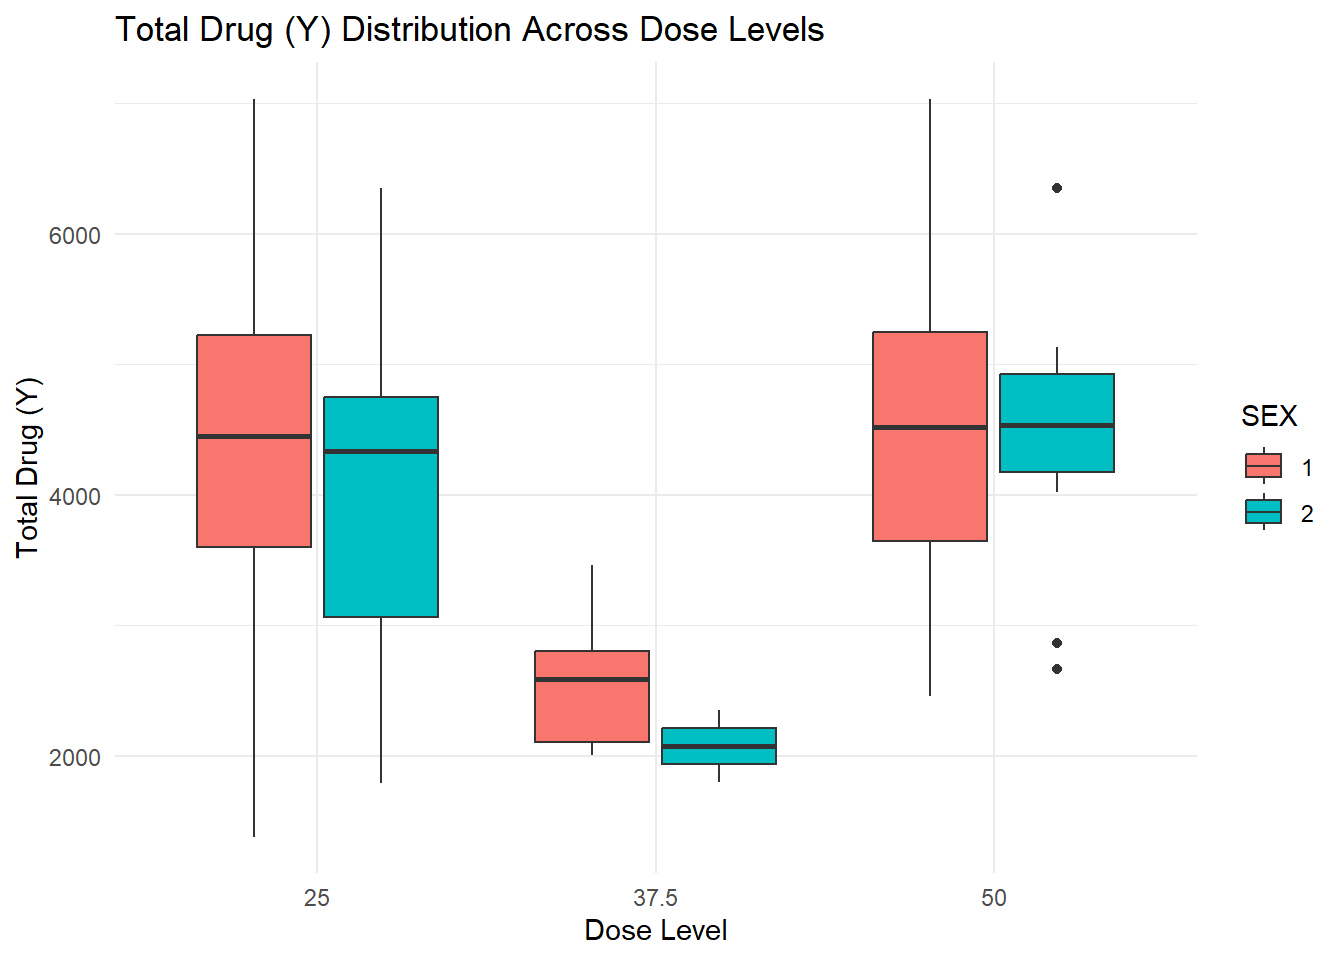 Total Drug (Y) Distribution Across Dose Levels
Total Drug (Y)
6000
4000
2000
25
37.5
50
Dose Level
SEX
1
2